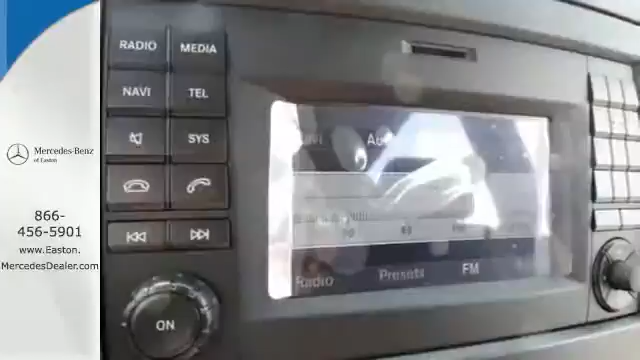 Mercedes-Benz
of Easton
866-
456-5901
www.Easton.
MercedesDealer.com
RADIO MEDIA
NAVI TEL
SYS
ON
Radio Presets FM